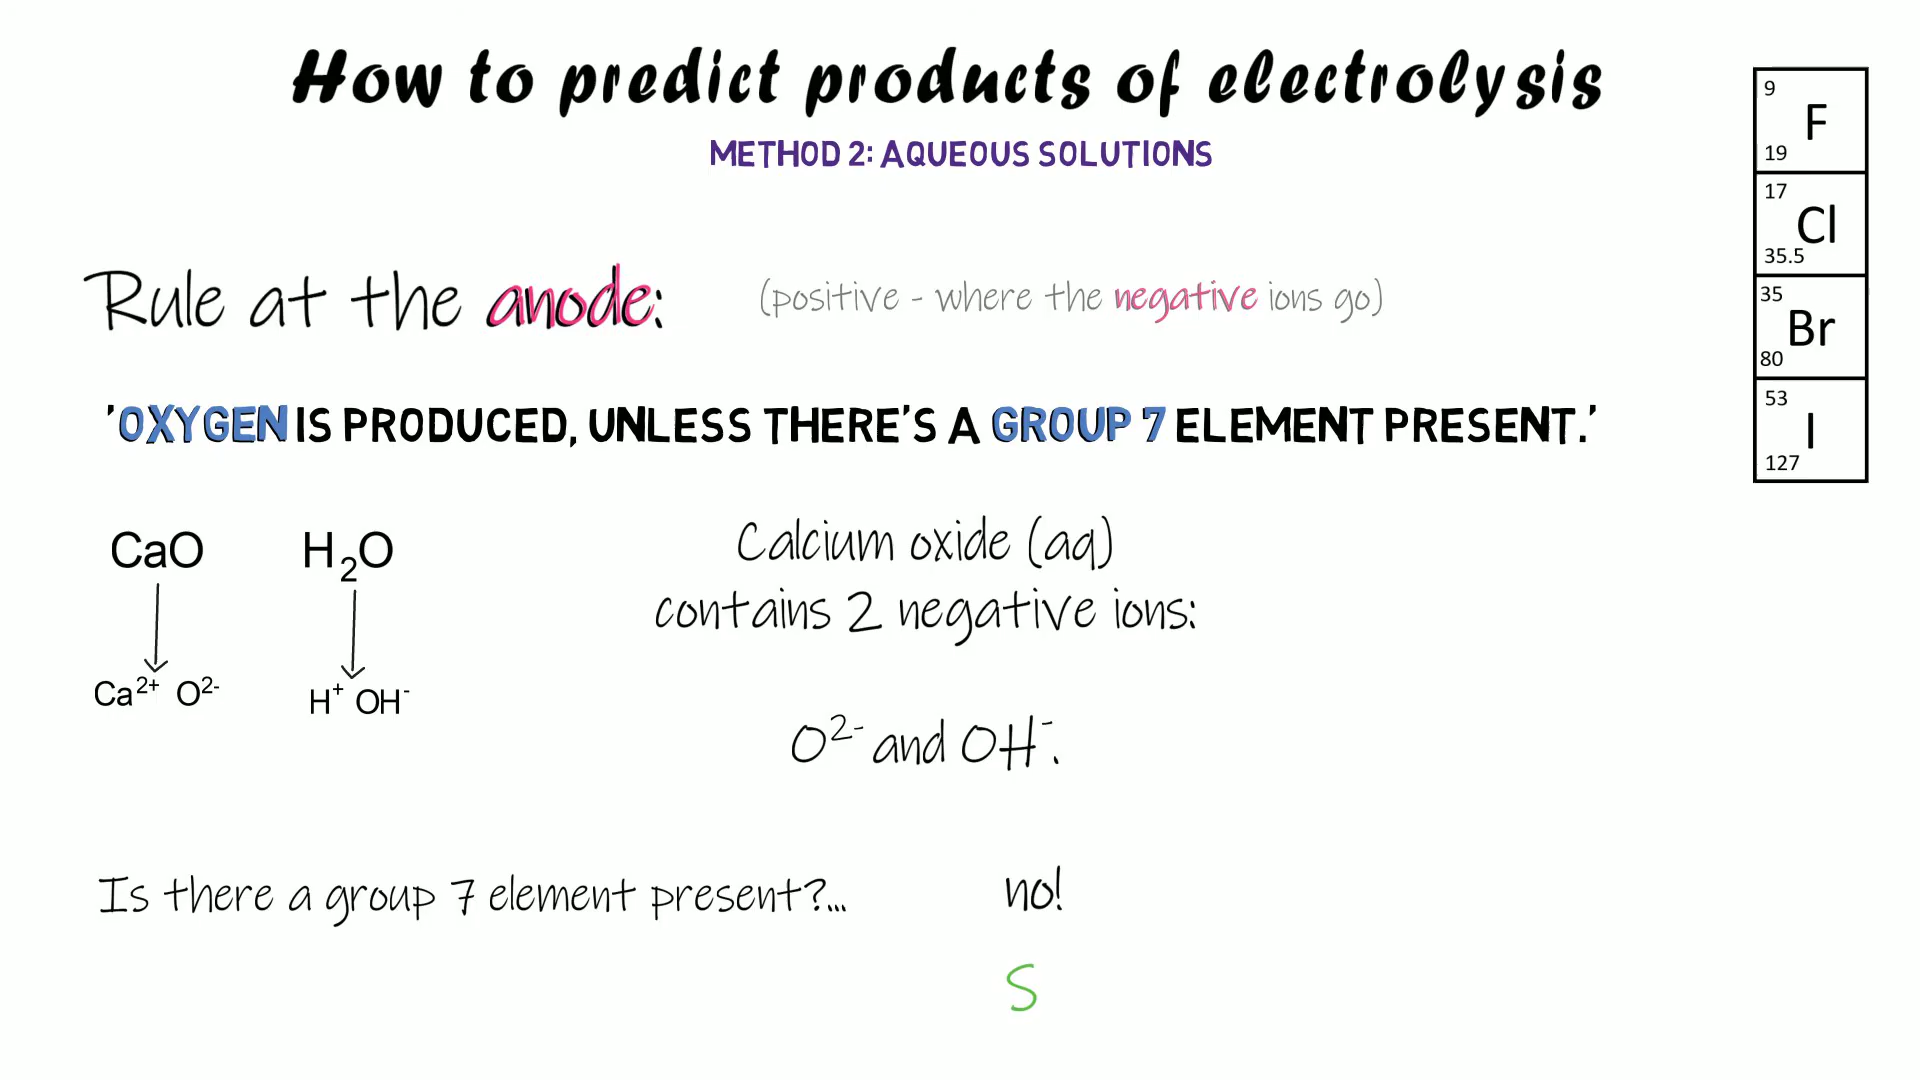 How to predict products of electrolysis
METHOD 2: AQUEOUS SOLUTIONS
Rule at the anode:
(positive - where the negative ions go)
'OXYGEN IS PRODUCED, UNLESS THERE'S A GROUP 7 ELEMENT PRESENT.'
CaO
H₂O
Ca²⁺ O²⁻
H⁺ OH⁻
Calcium oxide (aq)
contains 2 negative ions:
O²⁻ and OH⁻.
Is there a group 7 element present?...
no!
S
9
F
19
17
Cl
35.5
35
Br
80
53
I
127